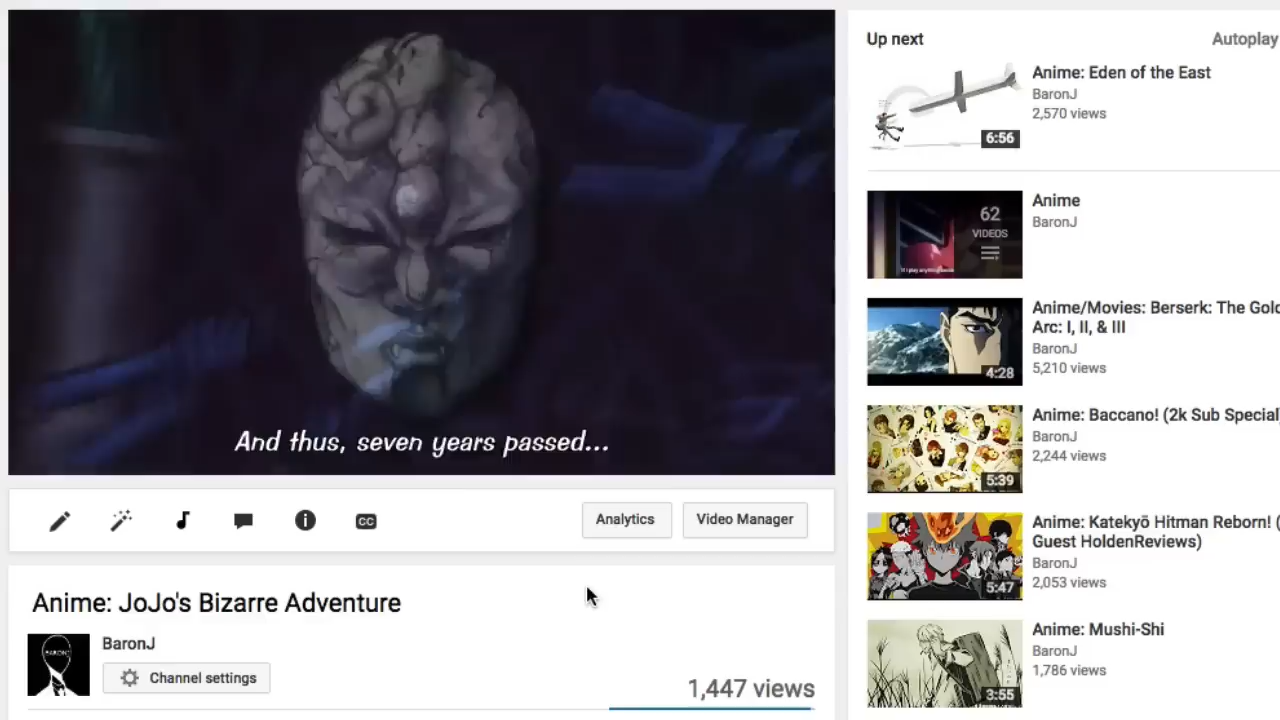 And thus, seven years passed...
CC
Analytics
Video Manager
Anime: JoJo's Bizarre Adventure
BARONJ
BaronJ
Channel settings
1,447 views
Up next
Autoplay
Anime: Eden of the East
BaronJ
2,570 views
6:56
Anime
BaronJ
62
VIDEOS
Anime/Movies: Berserk: The Gold
Arc: I, II, & III
BaronJ
5,210 views
4:28
Anime: Baccano! (2k Sub Special
BaronJ
2,244 views
5:39
Anime: Katekyō Hitman Reborn! (
Guest HoldenReviews)
BaronJ
2,053 views
5:47
Anime: Mushi-Shi
BaronJ
1,786 views
3:55